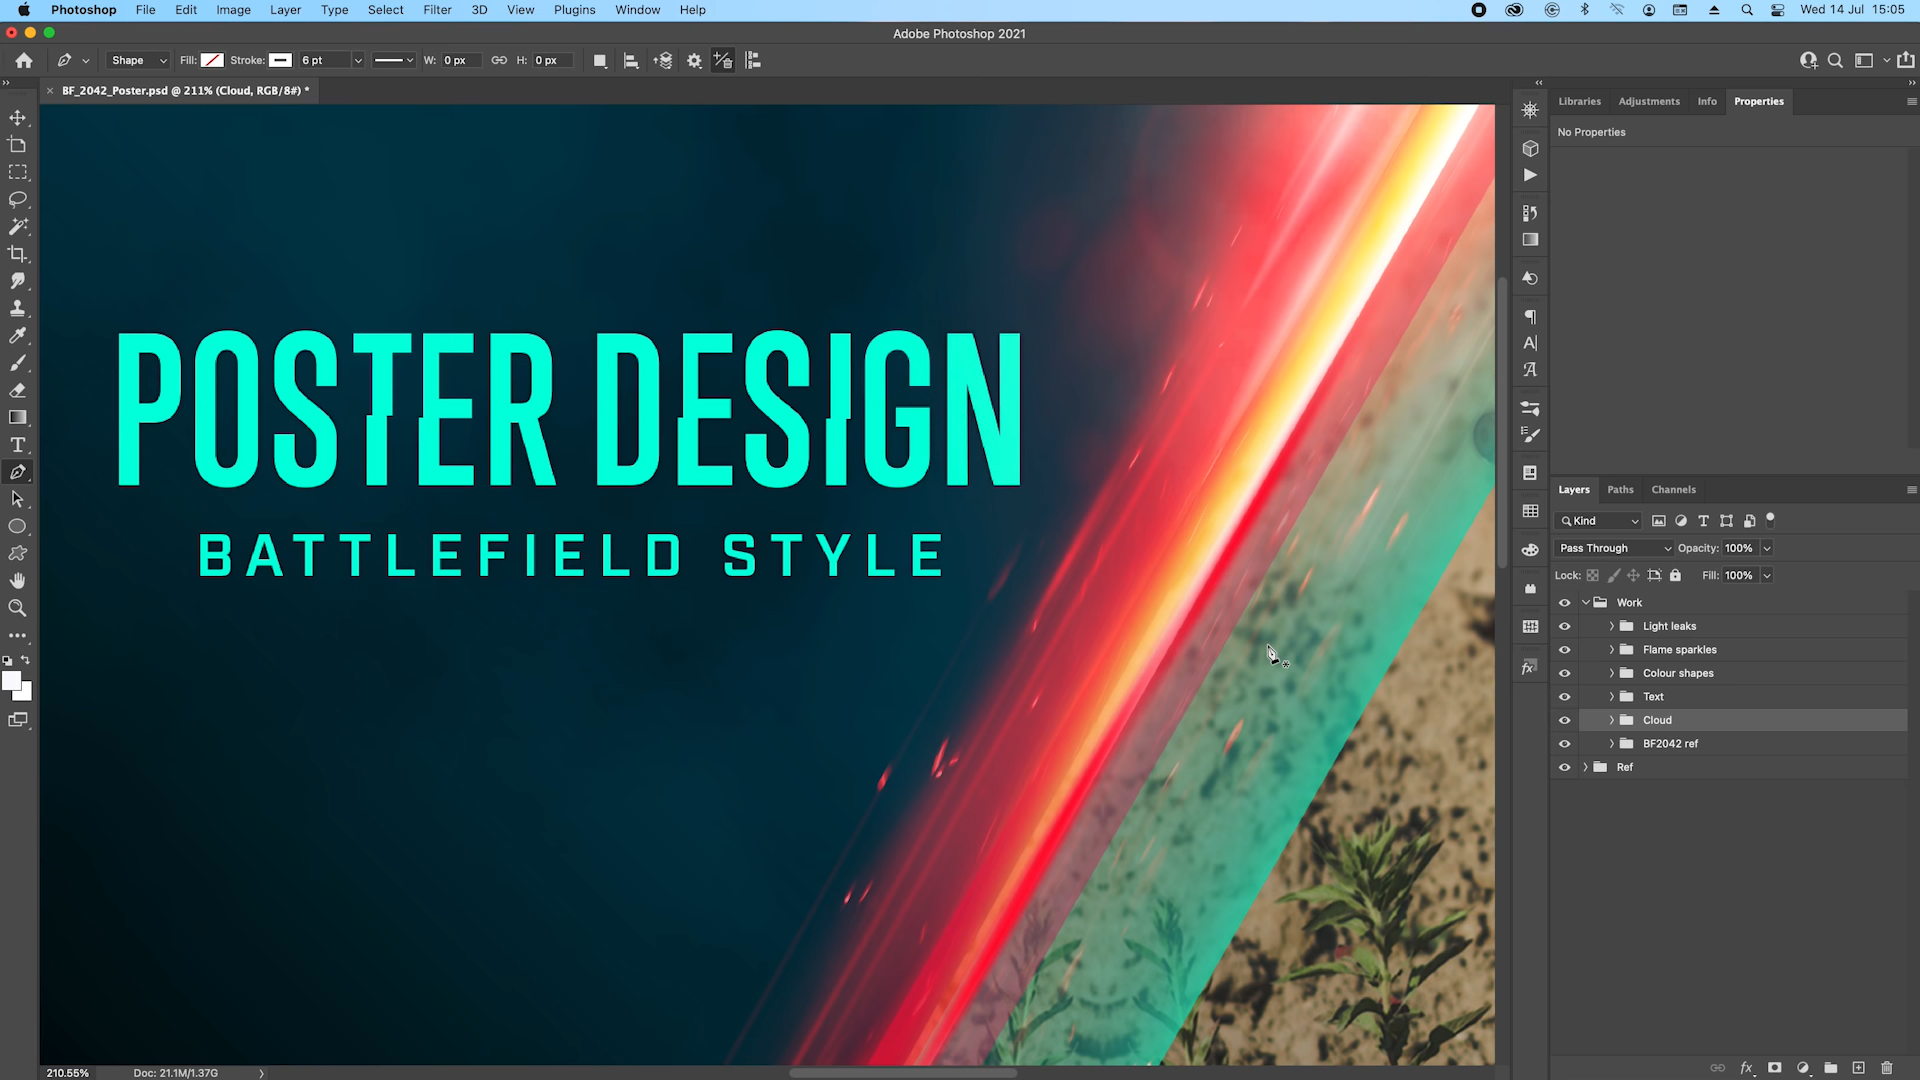 Photoshop File Edit Image Layer Type Select Filter 3D View Plugins Window Help Wed 14 Jul 15:05
Adobe Photoshop 2021
Shape Fill: Stroke: 6 pt W: 0 px H: 0 px
BF_2042_Poster.psd @ 211% (Cloud, RGB/8#) *
Libraries Adjustments Info Properties
No Properties
POSTER DESIGN
BATTLEFIELD STYLE
Layers Paths Channels
Kind
Pass Through Opacity: 100%
Lock: Fill: 100%
Work
Light leaks
Flame sparkles
Colour shapes
Text
Cloud
BF2042 ref
Ref
210.55% Doc: 21.1M/1.37G